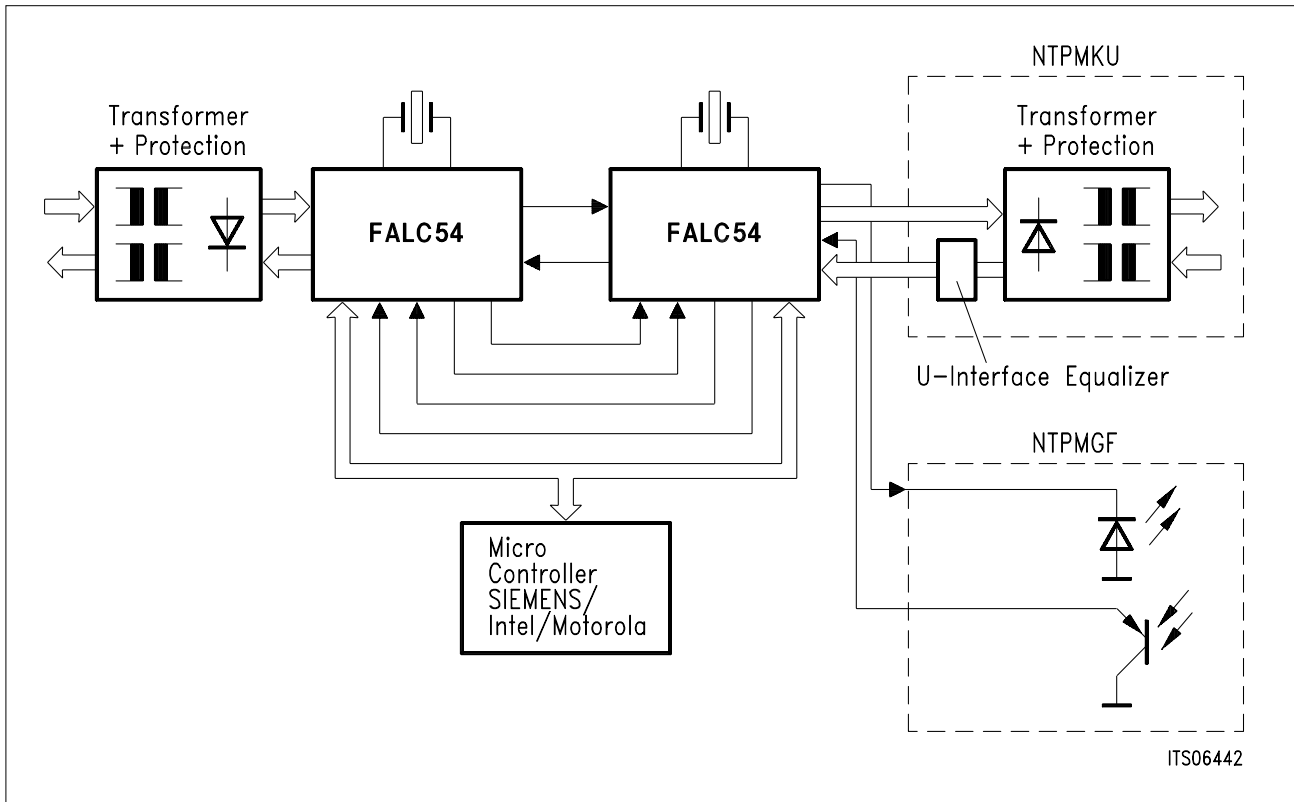 NTPMKU
Transformer
+ Protection
Transformer
+ Protection
FALC54
FALC54
U-Interface Equalizer
NTPMGF
Micro
Controller
SIEMENS/
Intel/Motorola
ITS06442